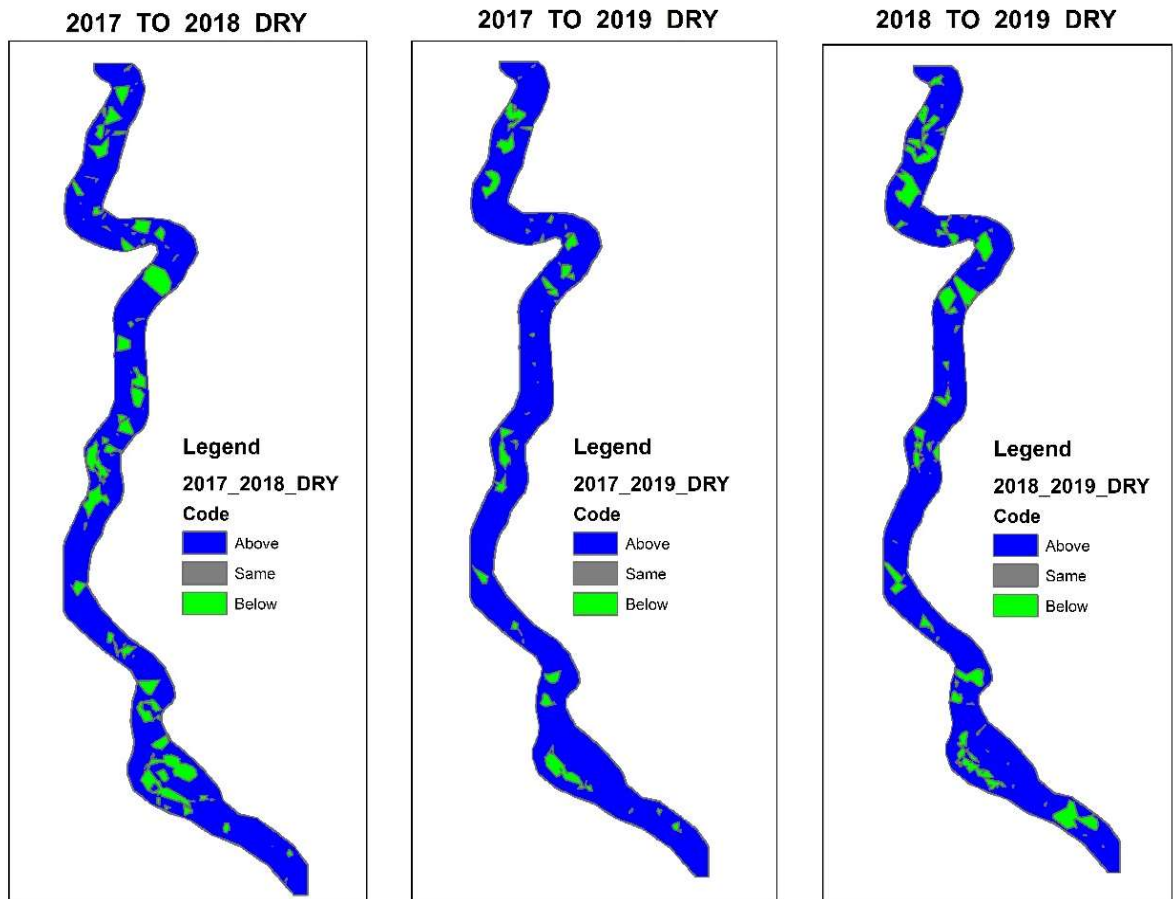 2017 TO 2018 DRY
Legend
2017_2018_DRY
Code
Above
Same
Below
2017 TO 2019 DRY
Legend
2017_2019_DRY
Code
Above
Same
Below
2018 TO 2019 DRY
Legend
2018_2019_DRY
Code
Above
Same
Below